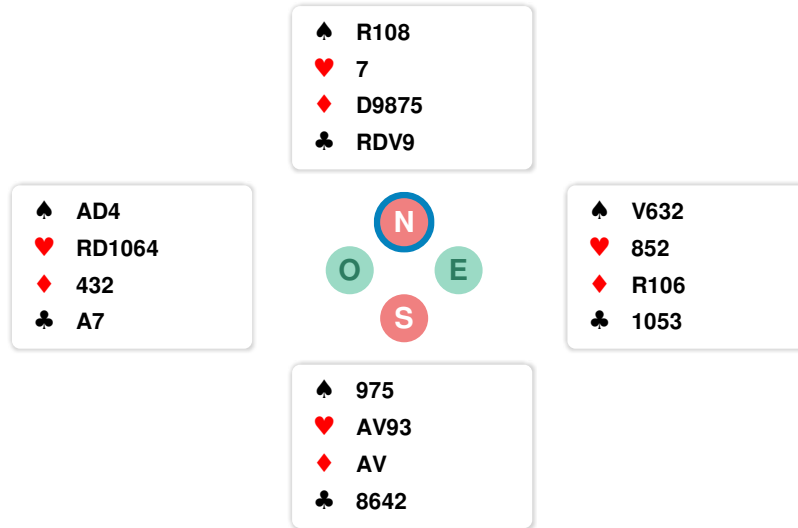 ♠ R108
♥ 7
♦ D9875
♣ RDV9
♠ AD4
♥ RD1064
♦ 432
♣ A7
N
O E
S
♠ V632
♥ 852
♦ R106
♣ 1053
♠ 975
♥ AV93
♦ AV
♣ 8642